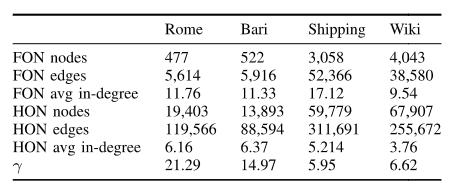 Rome Bari Shipping Wiki
FON nodes 477 522 3,058 4,043
FON edges 5,614 5,916 52,366 38,580
FON avg in-degree 11.76 11.33 17.12 9.54
HON nodes 19,403 13,893 59,779 67,907
HON edges 119,566 88,594 311,691 255,672
HON avg in-degree 6.16 6.37 5.214 3.76
γ 21.29 14.97 5.95 6.62